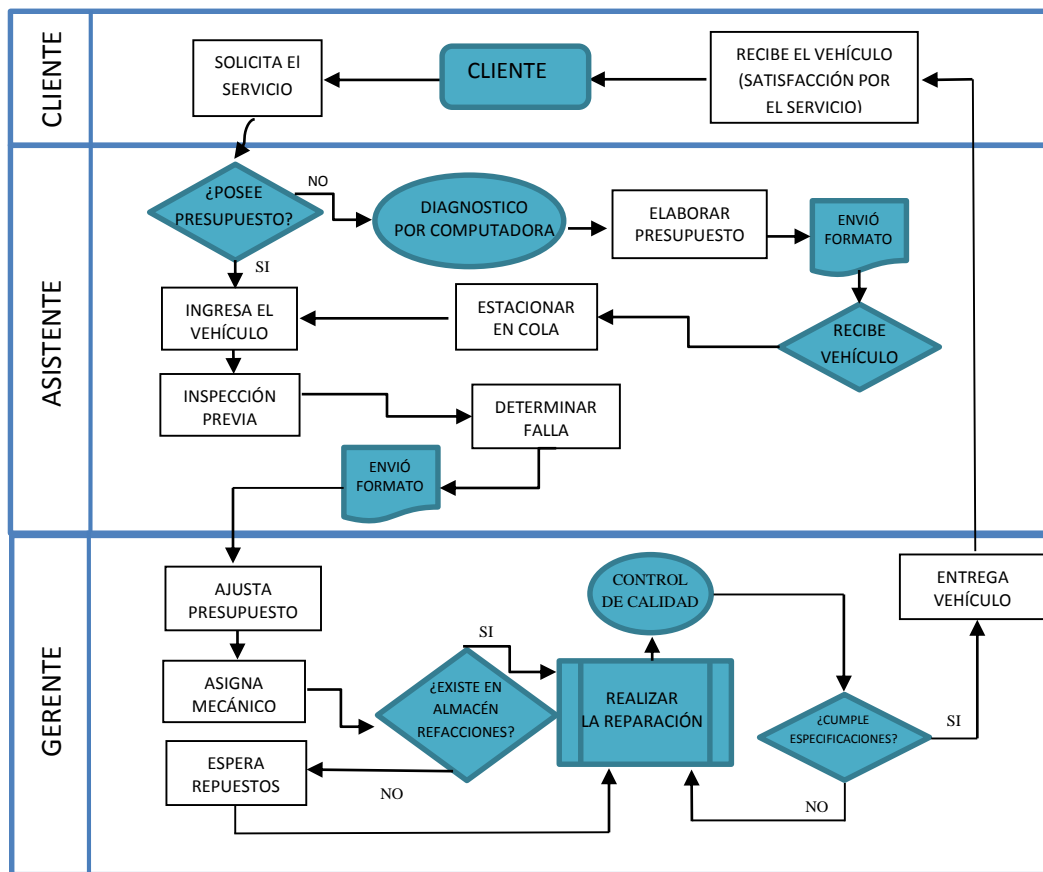 CLIENTE
SOLICITA El
SERVICIO
CLIENTE
RECIBE EL VEHÍCULO
(SATISFACCIÓN POR
EL SERVICIO)
ASISTENTE
¿POSEE
PRESUPUESTO?
NO
DIAGNOSTICO
POR COMPUTADORA
ELABORAR
PRESUPUESTO
ENVIÓ
FORMATO
SI
INGRESA EL
VEHÍCULO
ESTACIONAR
EN COLA
RECIBE
VEHÍCULO
INSPECCIÓN
PREVIA
DETERMINAR
FALLA
ENVIÓ
FORMATO
GERENTE
AJUSTA
PRESUPUESTO
CONTROL
DE CALIDAD
ENTREGA
VEHÍCULO
ASIGNA
MECÁNICO
SI
¿EXISTE EN
ALMACÉN
REFACCIONES?
REALIZAR
LA REPARACIÓN
¿CUMPLE
ESPECIFICACIONES?
SI
ESPERA
REPUESTOS
NO
NO